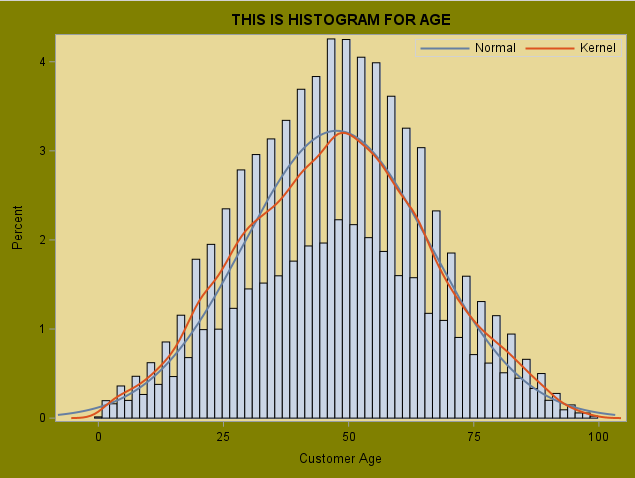 THIS IS HISTOGRAM FOR AGE
Normal Kernel
4
3
2
1
0
Percent
0 25 50 75 100
Customer Age